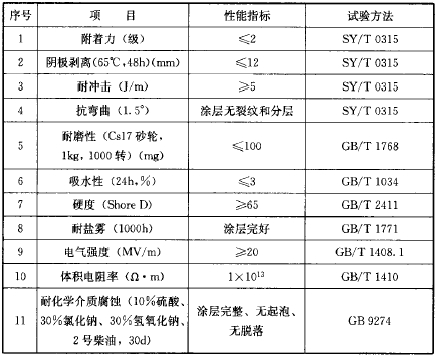 序号 项 目 性能指标 试验方法
1 附着力（级） ≤2 SY/T 0315
2 阴极剥离(65℃,48h)(mm) ≤12 SY/T 0315
3 耐冲击（J/m） ≥5 SY/T 0315
4 抗弯曲（1.5°） 涂层无裂纹和分层 SY/T 0315
5 耐磨性（Cs17 砂轮，
1kg，1000 转）(mg) ≤100 GB/T 1768
6 吸水性（24h,%） ≤3 GB/T 1034
7 硬度（Shore D） ≥65 GB/T 2411
8 耐盐雾（1000h） 涂层完好 GB/T 1771
9 电气强度（MV/m） ≥20 GB/T 1408.1
10 体积电阻率（Ω·m） 1×10¹³ GB/T 1410
11 耐化学介质腐蚀（10%硫酸、
30%氯化钠、30%氢氧化钠、
2 号柴油，30d） 涂层完整、无起泡、
无脱落 GB 9274